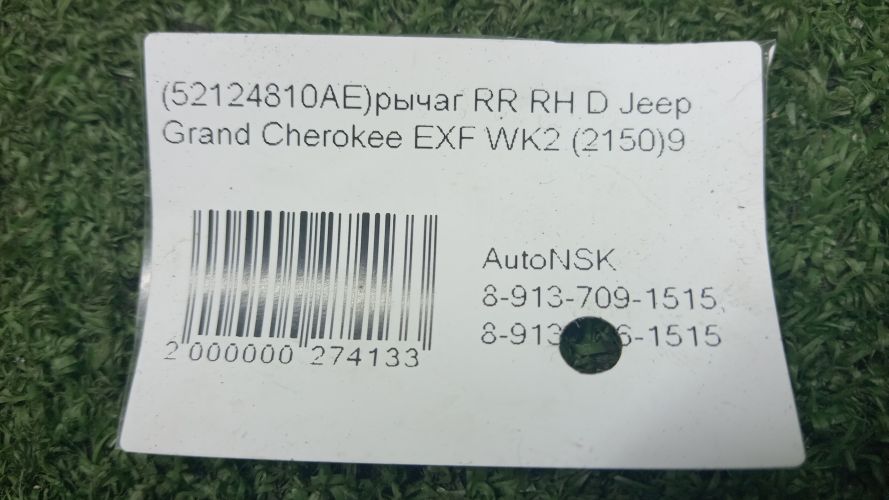 (52124810AE)рычаг RR RH D Jeep
Grand Cherokee EXF WK2 (2150)9
AutoNSK
8-913-709-1515
2 000000 274133